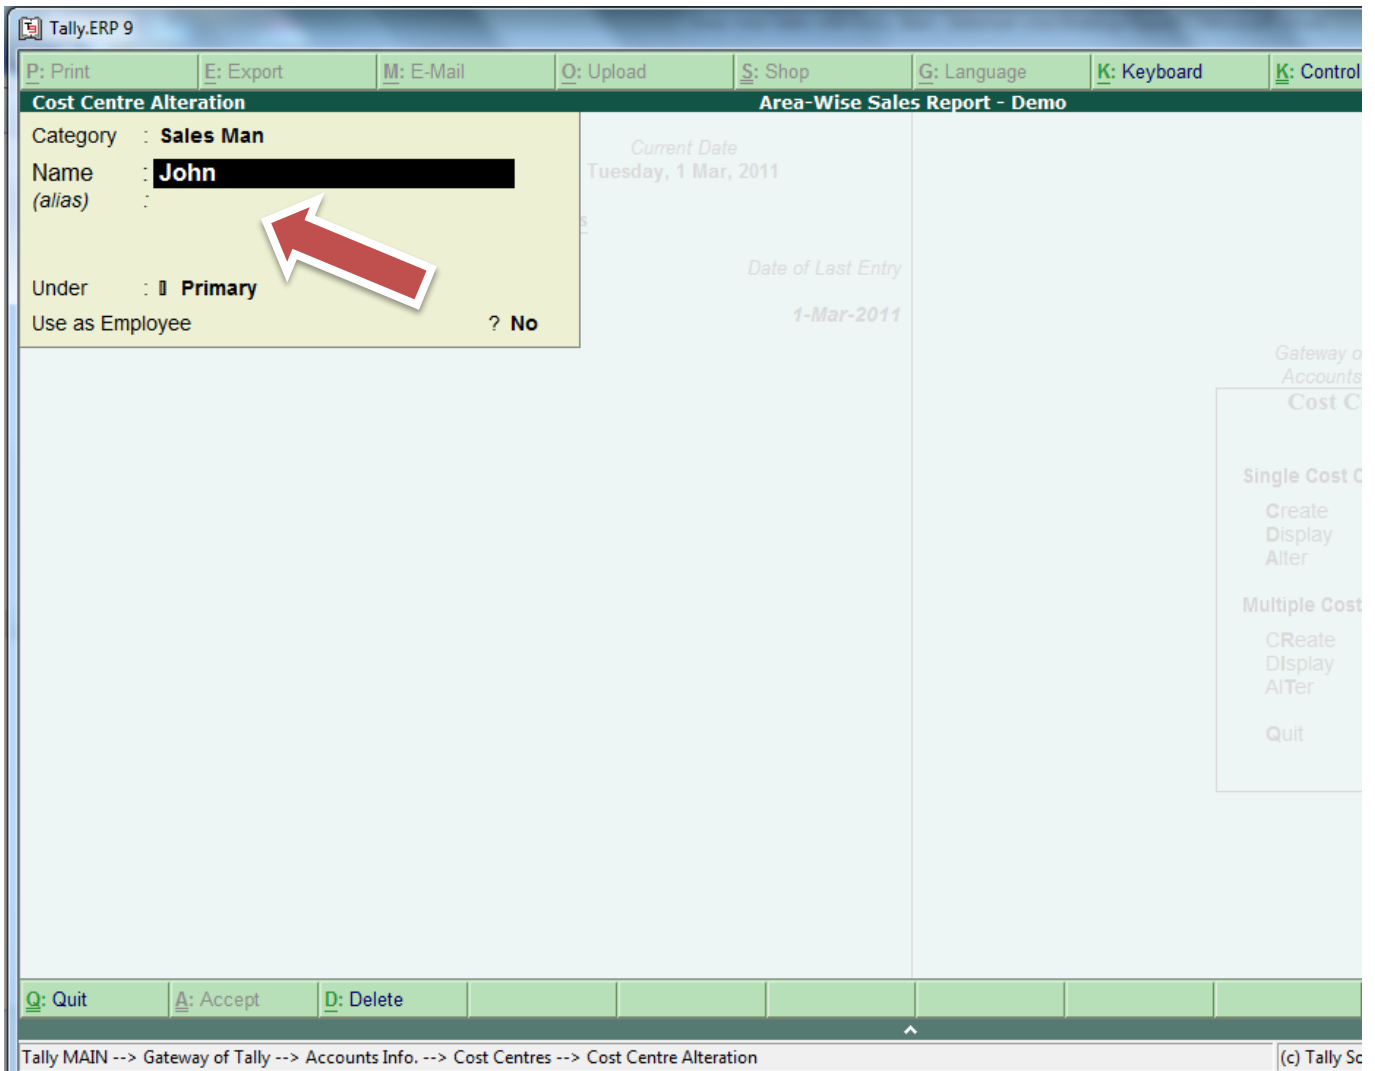 Tally.ERP 9
P: Print E: Export M: E-Mail O: Upload S: Shop G: Language K: Keyboard K: Control
Cost Centre Alteration Area-Wise Sales Report - Demo
Category : Sales Man
Name : John
(alias) :
Under : Primary
Use as Employee ? No
Current Date
Tuesday, 1 Mar, 2011
s
Date of Last Entry
1-Mar-2011
Gateway o
Accounts
Cost C
Single Cost C
Create
Display
Alter
Multiple Cost
CReate
DIsplay
AlTer
Quit
Q: Quit A: Accept D: Delete
Tally MAIN --> Gateway of Tally --> Accounts Info. --> Cost Centres --> Cost Centre Alteration (c) Tally So